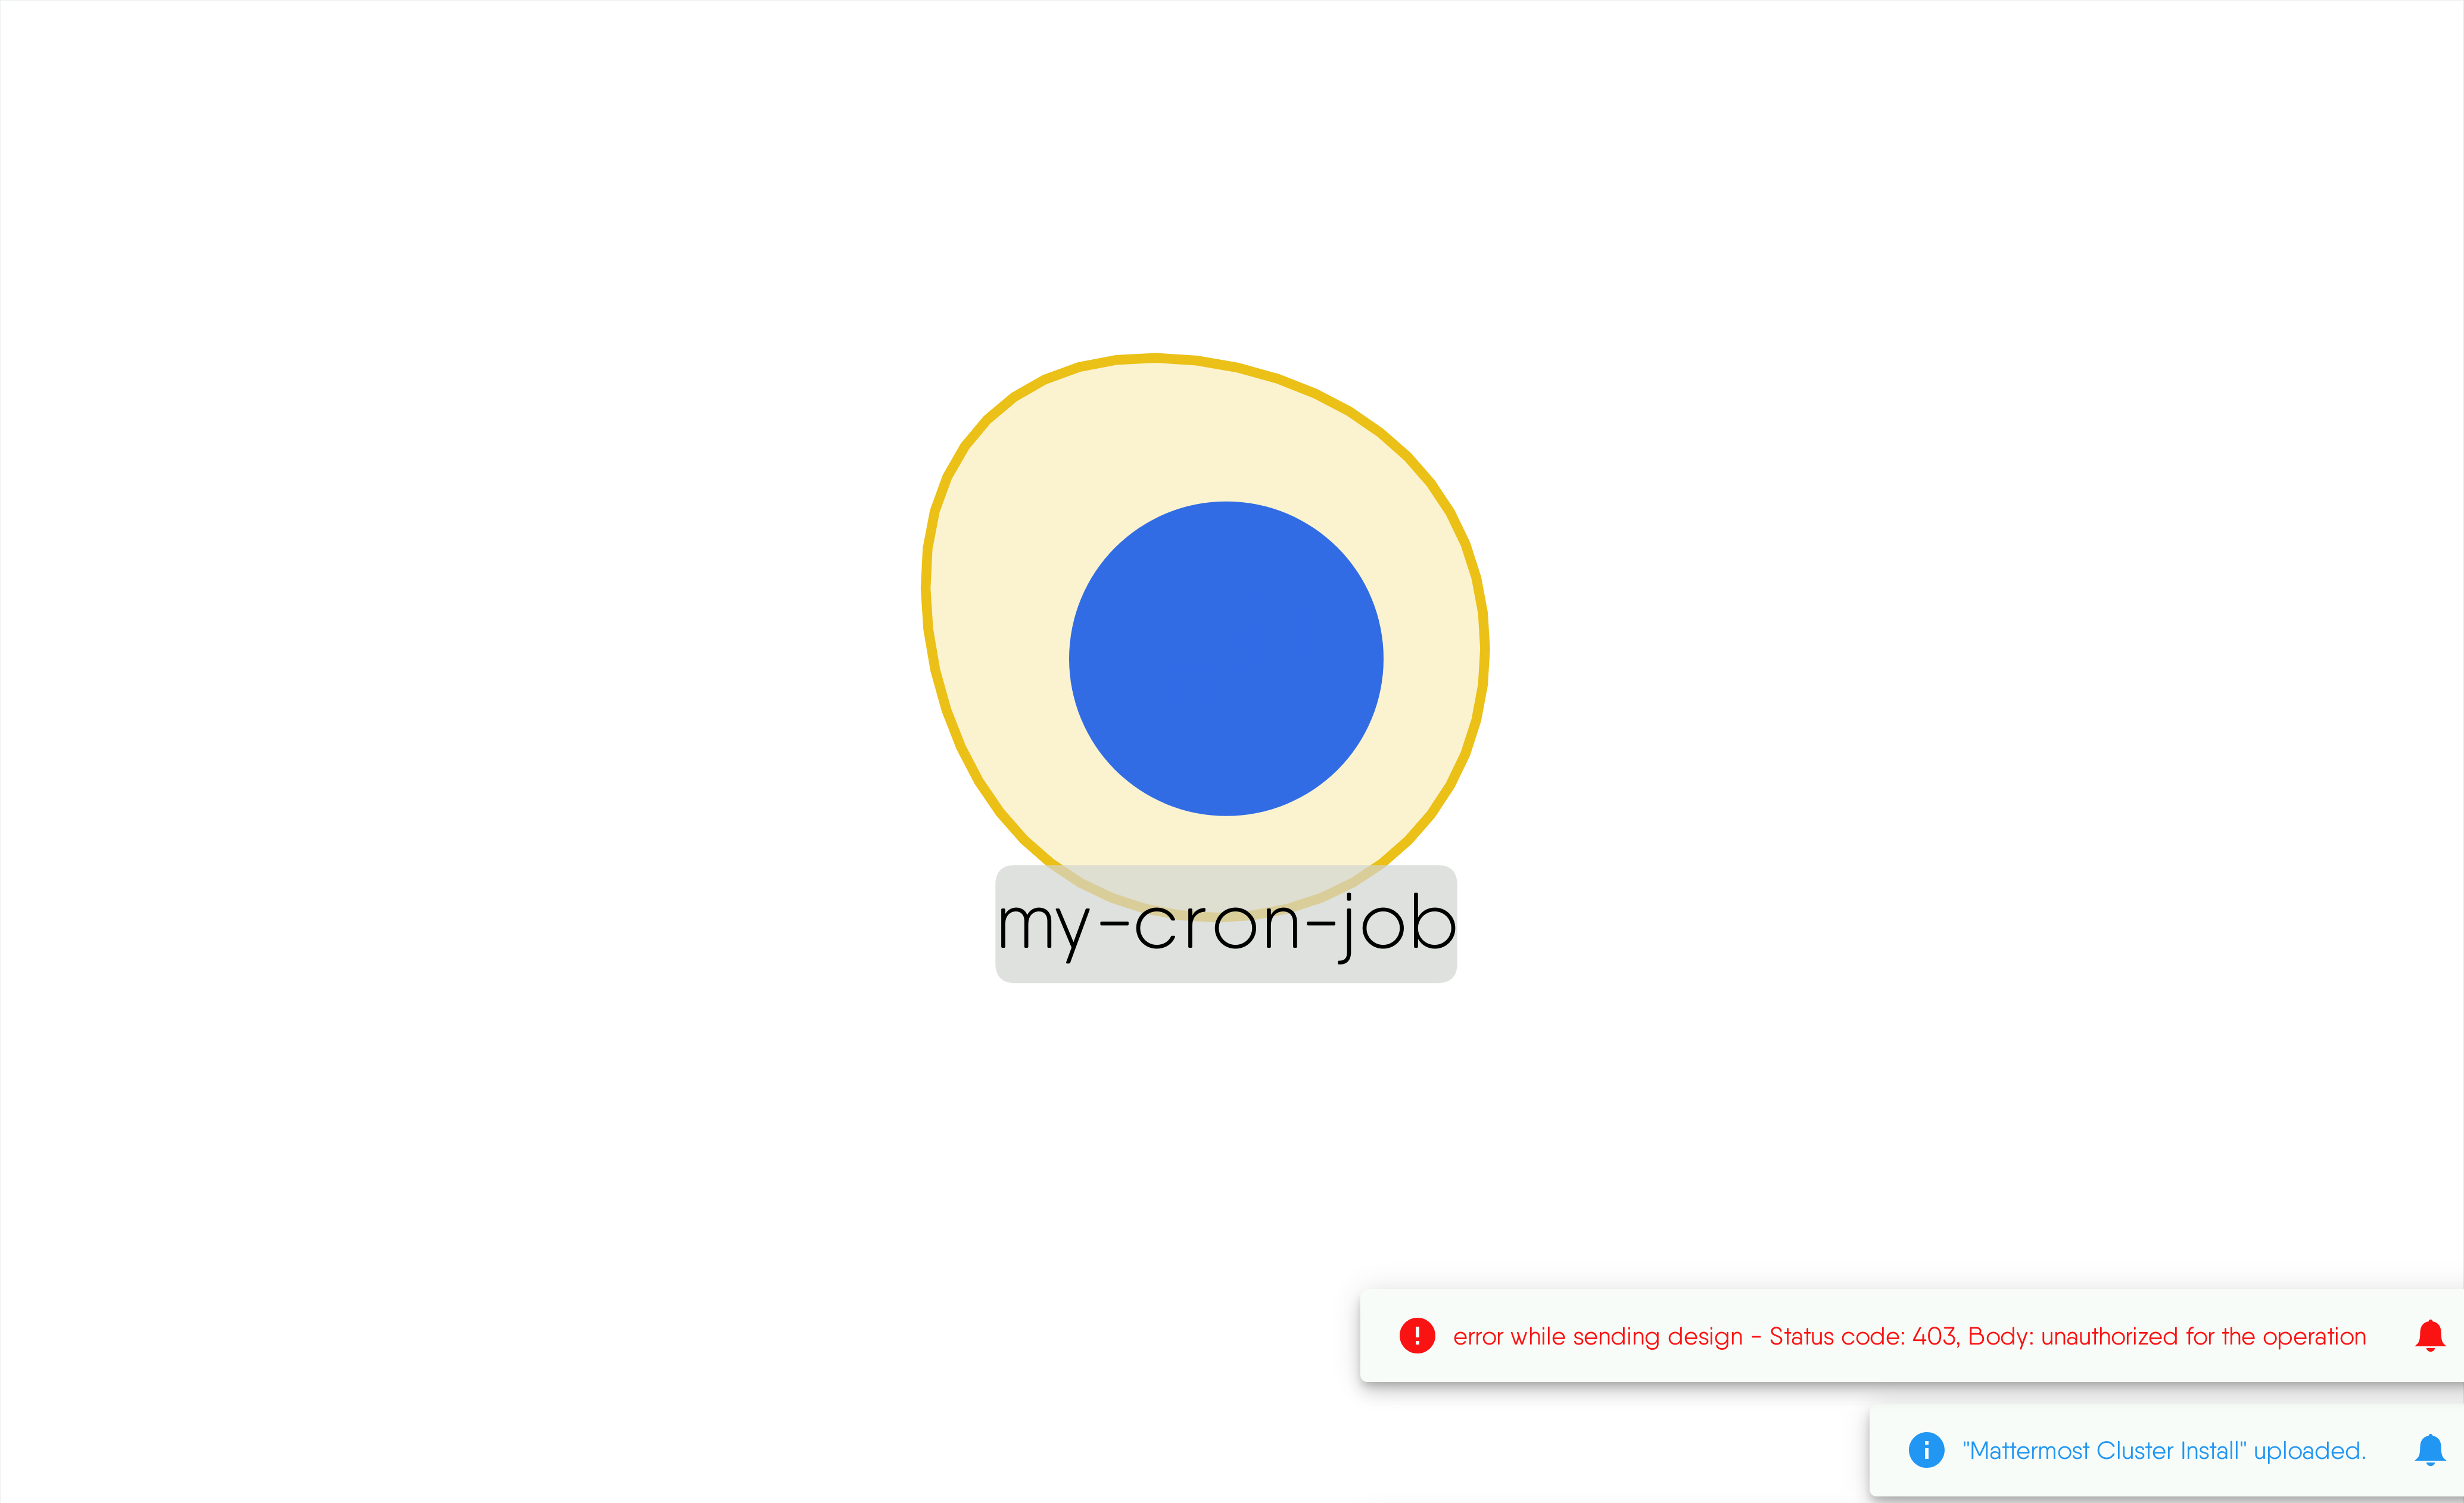 my-cron-job
error while sending design - Status code: 403, Body: unauthorized for the operation
"Mattermost Cluster Install" uploaded.